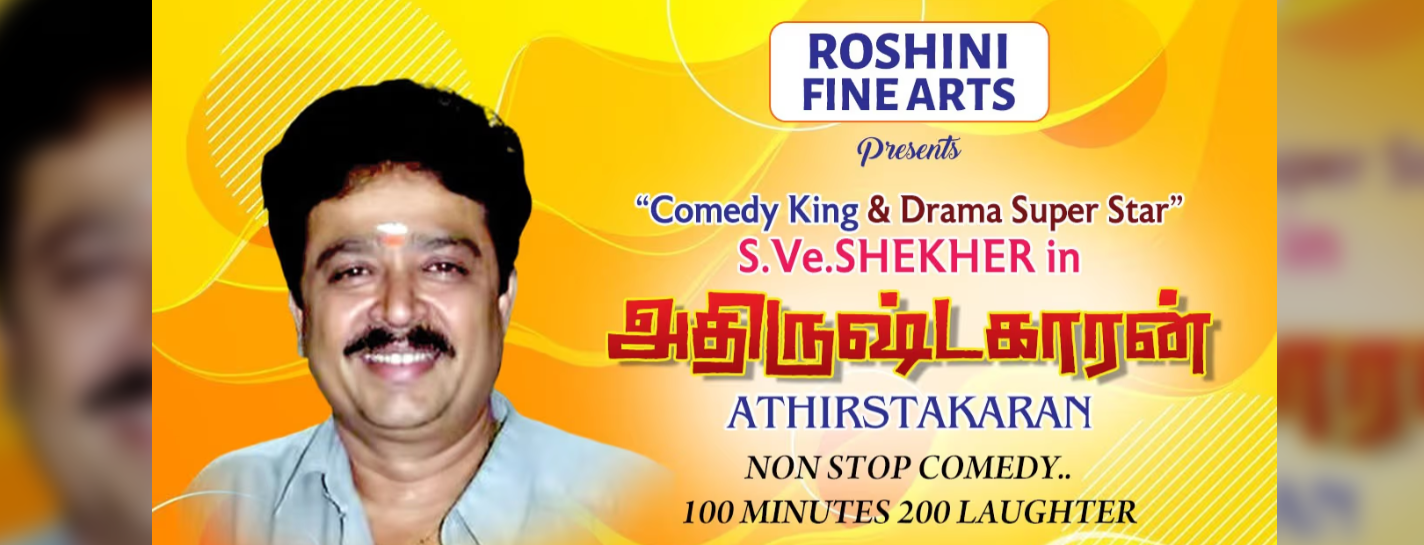 ROSHINI
FINE ARTS
Presents
“Comedy King & Drama Super Star”
S.Ve.SHEKHER in
அதிருஷ்டகாரன்
ATHIRSTAKARAN
NON STOP COMEDY..
100 MINUTES 200 LAUGHTER